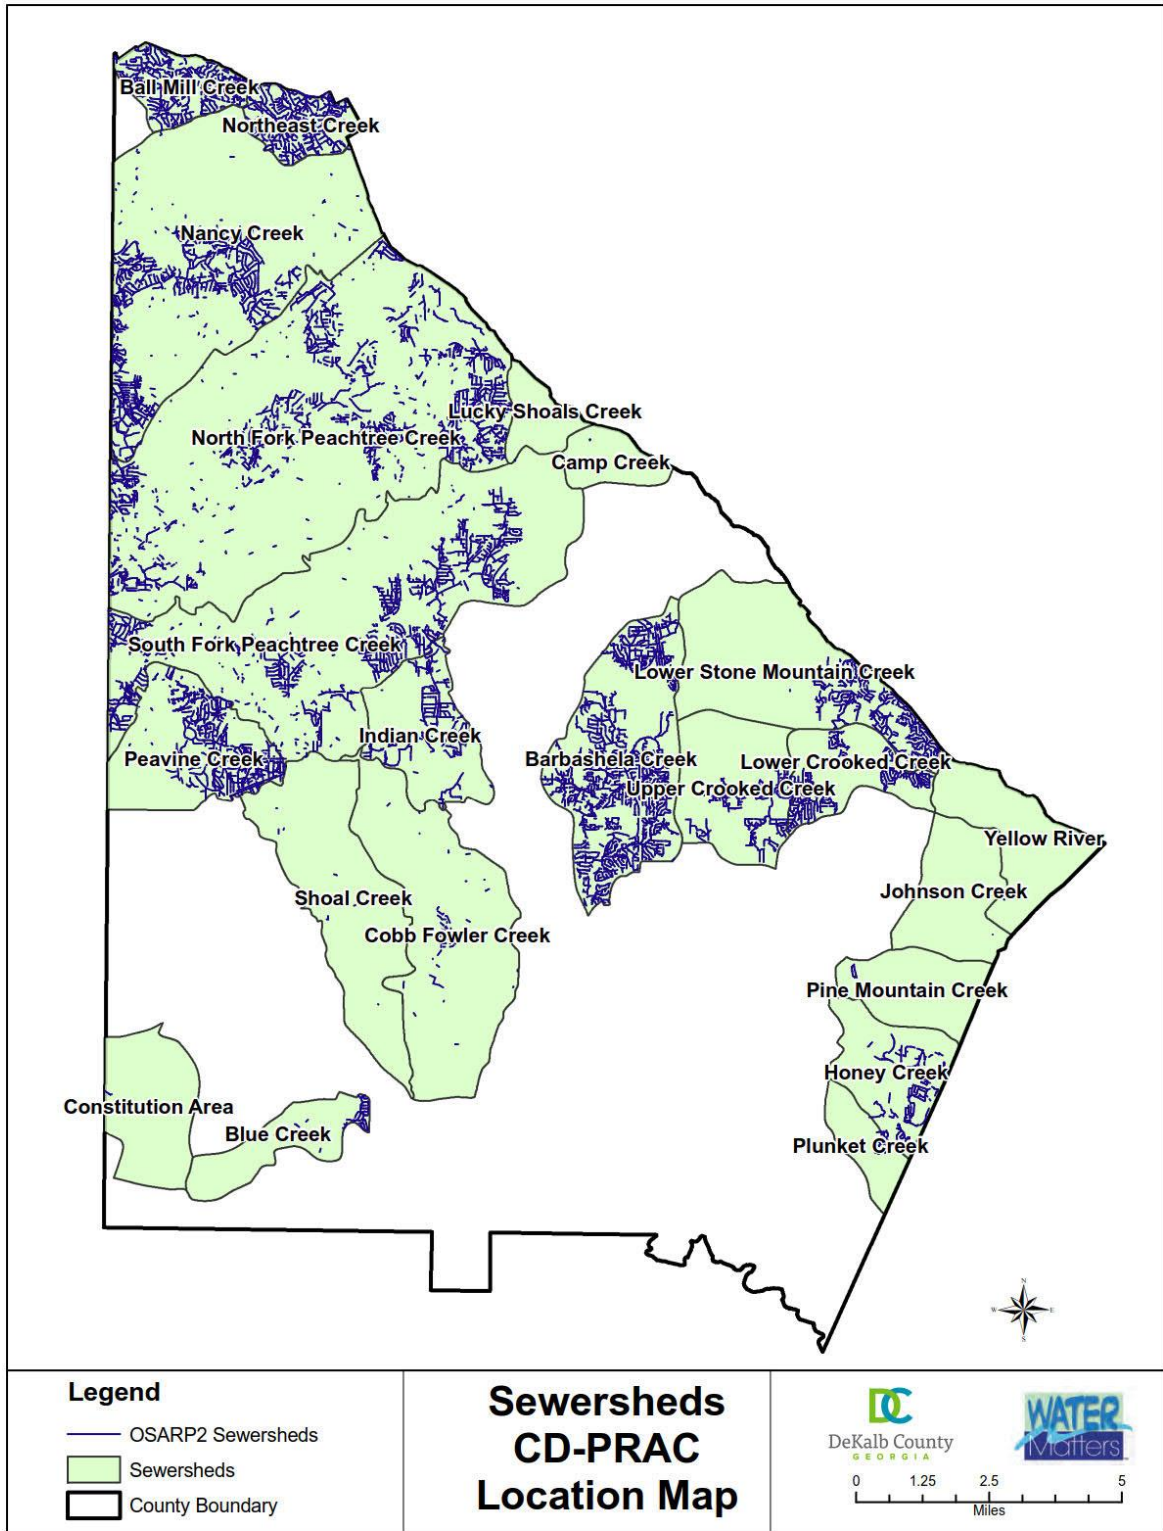 Ball Mill Creek
Northeast Creek
Nancy Creek
Lucky Shoals Creek
North Fork Peachtree Creek
Camp Creek
South Fork Peachtree Creek
Lower Stone Mountain Creek
Indian Creek
Peavine Creek
Barbashela Creek
Lower Crooked Creek
Upper Crooked Creek
Yellow River
Johnson Creek
Shoal Creek
Cobb Fowler Creek
Pine Mountain Creek
Honey Creek
Constitution Area
Blue Creek
Plunket Creek
N
W
E
S
Legend
OSARP2 Sewersheds
Sewersheds
County Boundary
Sewersheds
CD-PRAC
Location Map
DC
DeKalb County
GEORGIA
WATER
Matters
0 1.25 2.5 5
Miles